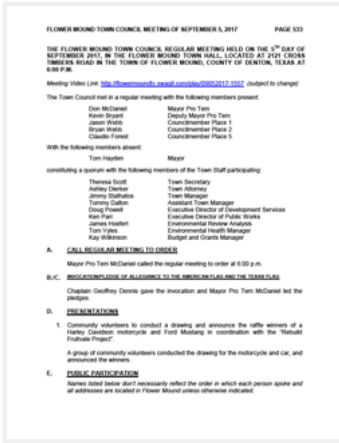 FLOWER MOUND TOWN COUNCIL MEETING OF SEPTEMBER 5, 2017 PAGE 533
THE FLOWER MOUND TOWN COUNCIL REGULAR MEETING HELD ON THE 5TH DAY OF
SEPTEMBER 2017, IN THE FLOWER MOUND TOWN HALL, LOCATED AT 2121 CROSS
TIMBERS ROAD IN THE TOWN OF FLOWER MOUND, COUNTY OF DENTON, TEXAS AT
6:00 P.M.
Meeting Video Link: http://flowermoundtx.swagit.com/play/09052017-1557 (subject to change)
The Town Council met in a regular meeting with the following members present:
Don McDaniel Mayor Pro Tem
Kevin Bryant Deputy Mayor Pro Tem
Jason Webb Councilmember Place 1
Bryan Webb Councilmember Place 2
Claudio Forest Councilmember Place 5
With the following members absent:
Tom Hayden Mayor
constituting a quorum with the following members of the Town Staff participating:
Theresa Scott Town Secretary
Ashley Dierker Town Attorney
Jimmy Stathatos Town Manager
Tommy Dalton Assistant Town Manager
Doug Powell Executive Director of Development Services
Ken Parr Executive Director of Public Works
James Hoefert Environmental Review Analysis
Tom Vyles Environmental Health Manager
Kay Wilkinson Budget and Grants Manager
A. CALL REGULAR MEETING TO ORDER
Mayor Pro Tem McDaniel called the regular meeting to order at 6:00 p.m.
B./C. INVOCATION/PLEDGE OF ALLEGIANCE TO THE AMERICAN FLAG AND THE TEXAS FLAG
Chaplain Geoffrey Dennis gave the invocation and Mayor Pro Tem McDaniel led the
pledges.
D. PRESENTATIONS
1. Community volunteers to conduct a drawing and announce the raffle winners of a
Harley Davidson motorcycle and Ford Mustang in coordination with the "Rebuild
Fruitvale Project".
A group of community volunteers conducted the drawing for the motorcycle and car, and
announced the winners.
E. PUBLIC PARTICIPATION
Names listed below don't necessarily reflect the order in which each person spoke and
all addresses are located in Flower Mound unless otherwise indicated.